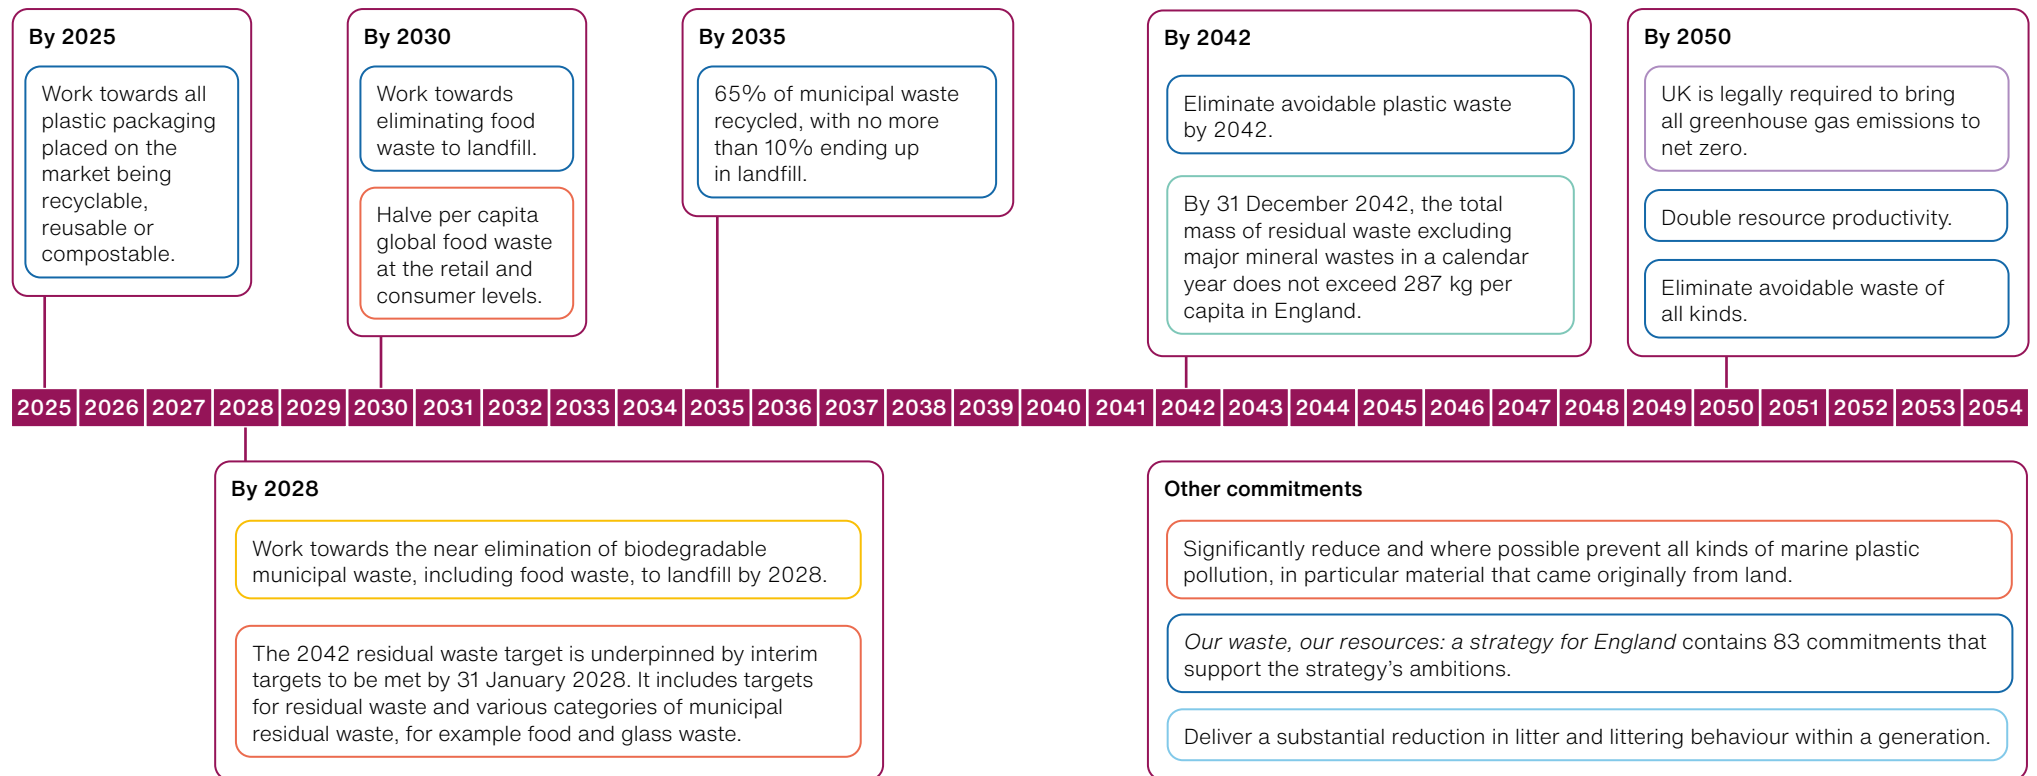 By 2025
Work towards all
plastic packaging
placed on the
market being
recyclable,
reusable or
compostable.
By 2030
Work towards
eliminating food
waste to landfill.
Halve per capita
global food waste
at the retail and
consumer levels.
By 2035
65% of municipal waste
recycled, with no more
than 10% ending up
in landfill.
By 2042
Eliminate avoidable plastic waste
by 2042.
By 31 December 2042, the total
mass of residual waste excluding
major mineral wastes in a calendar
year does not exceed 287 kg per
capita in England.
By 2050
UK is legally required to bring
all greenhouse gas emissions to
net zero.
Double resource productivity.
Eliminate avoidable waste of
all kinds.
2025 2026 2027 2028 2029 2030 2031 2032 2033 2034 2035 2036 2037 2038 2039 2040 2041 2042 2043 2044 2045 2046 2047 2048 2049 2050 2051 2052 2053 2054
By 2028
Work towards the near elimination of biodegradable
municipal waste, including food waste, to landfill by 2028.
The 2042 residual waste target is underpinned by interim
targets to be met by 31 January 2028. It includes targets
for residual waste and various categories of municipal
residual waste, for example food and glass waste.
Other commitments
Significantly reduce and where possible prevent all kinds of marine plastic
pollution, in particular material that came originally from land.
Our waste, our resources: a strategy for England contains 83 commitments that
support the strategy's ambitions.
Deliver a substantial reduction in litter and littering behaviour within a generation.